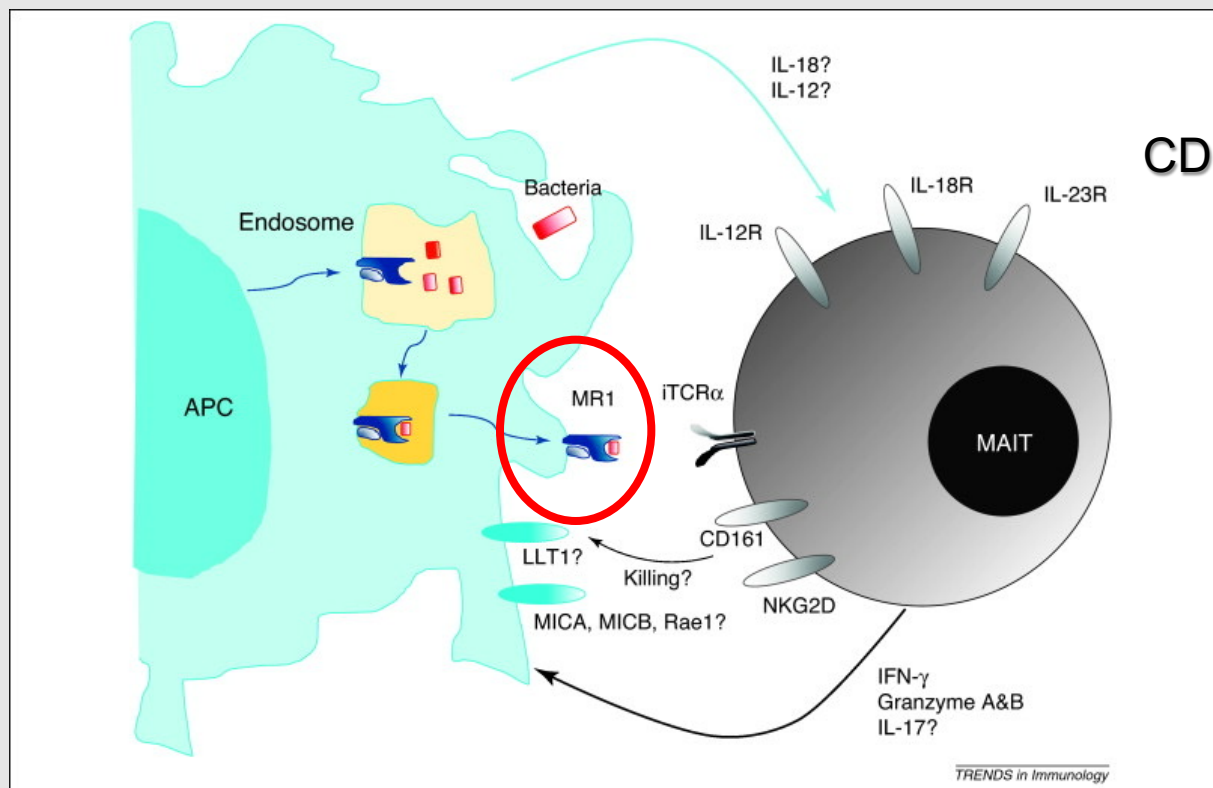 IL-18?
IL-12?
CD
IL-18R
IL-23R
IL-12R
Bacteria
Endosome
MR1
iTCRα
APC
MAIT
CD161
LLT1?
Killing?
NKG2D
MICA, MICB, Rae1?
IFN-γ
Granzyme A&B
IL-17?
TRENDS in Immunology